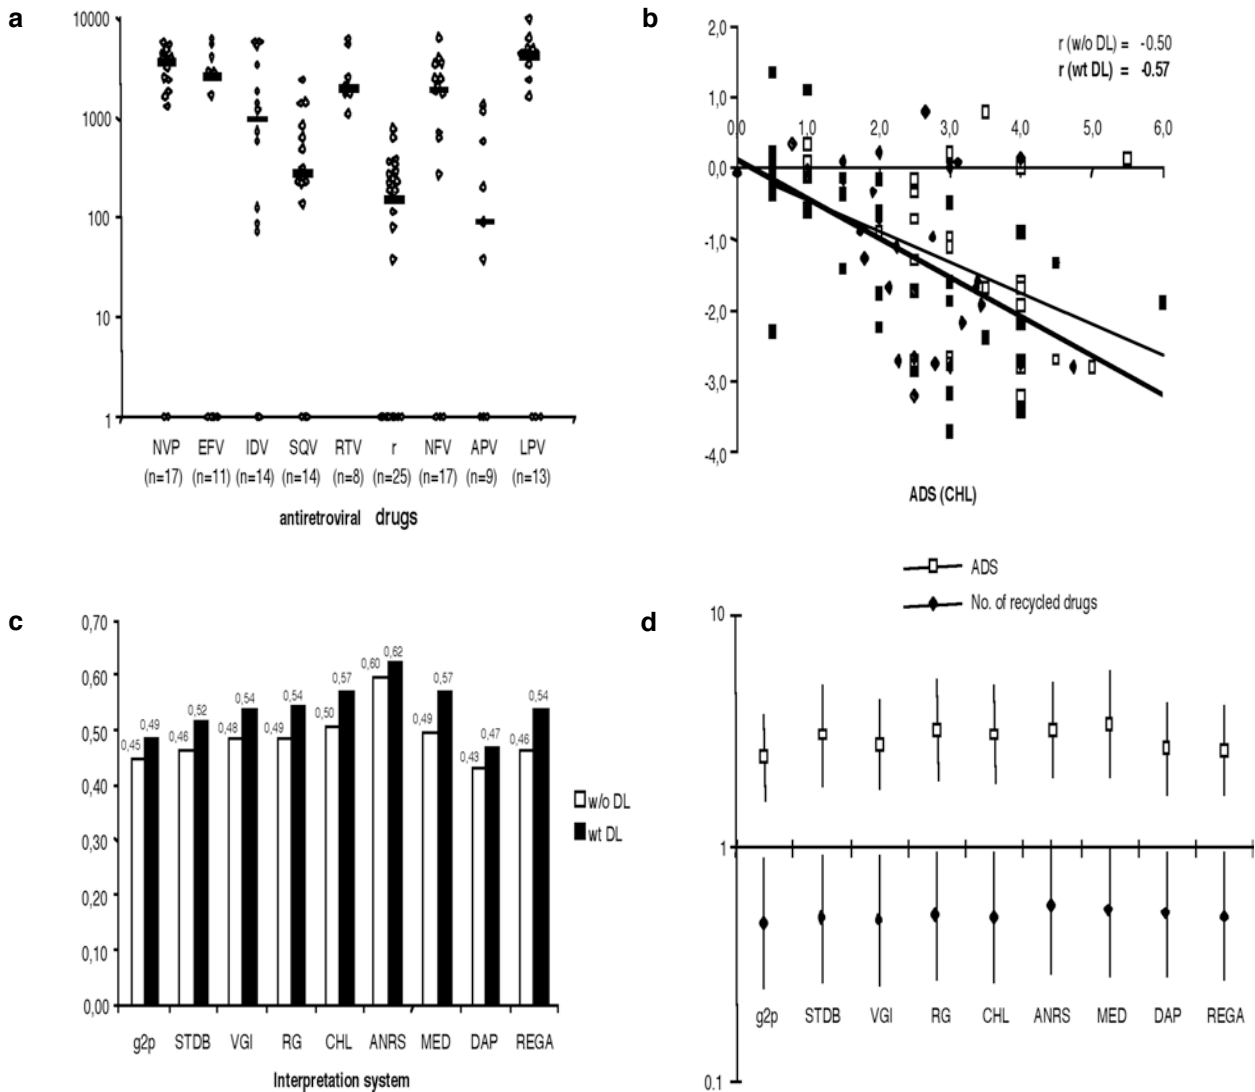 a
10000
1000
100
10
1
NVP EFV IDV SQV RTV r NFV APV LPV
(n=17) (n=11) (n=14) (n=14) (n=8) (n=25) (n=17) (n=9) (n=13)
antiretroviral drugs
b
r (w/o DL) = -0.50
r (wt DL) = -0.57
2,0
1,0
0,0
-1,0
-2,0
-3,0
-4,0
0,0 1,0 2,0 3,0 4,0 5,0 6,0
ADS (CHL)
c
0,70
0,60
0,50
0,40
0,30
0,20
0,10
0,00
0,45 0,49 0,46 0,52 0,48 0,54 0,49 0,54 0,50 0,57 0,60 0,62 0,49 0,57 0,43 0,47 0,46 0,54
g2p STDB VGI RG CHL ANRS MED DAP REGA
Interpretation system
w/o DL
wt DL
ADS
No. of recycled drugs
d
10
1
0.1
g2p STDB VGI RG CHL ANRS MED DAP REGA